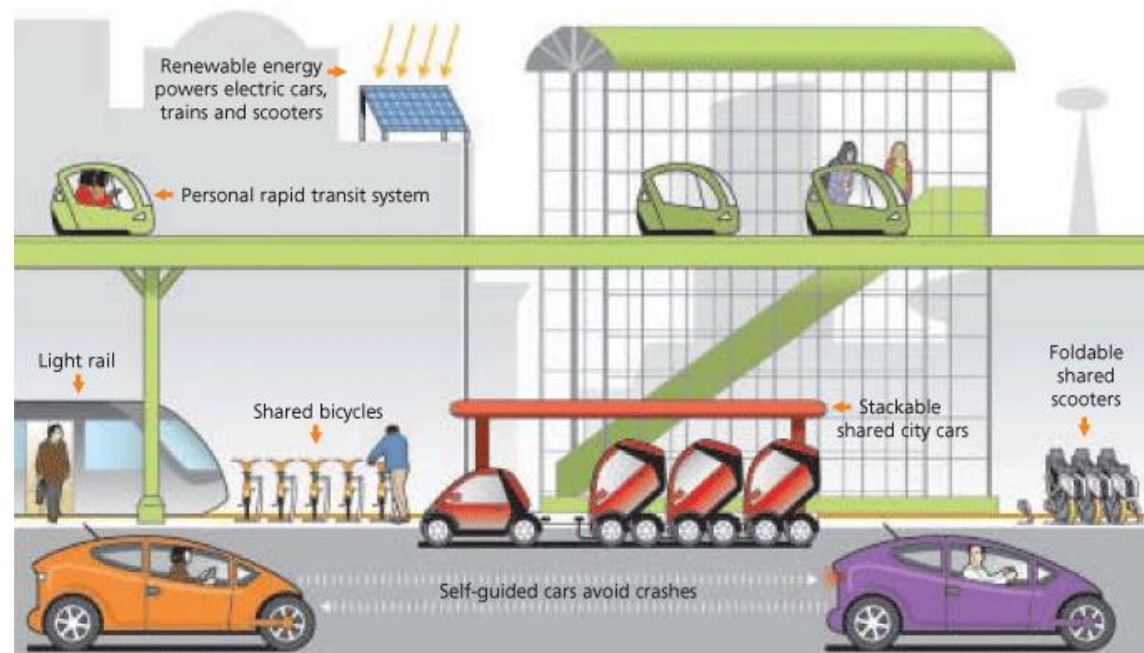 Renewable energy
powers electric cars,
trains and scooters
Personal rapid transit system
Light rail
Shared bicycles
Stackable
shared city cars
Foldable
shared
scooters
Self-guided cars avoid crashes